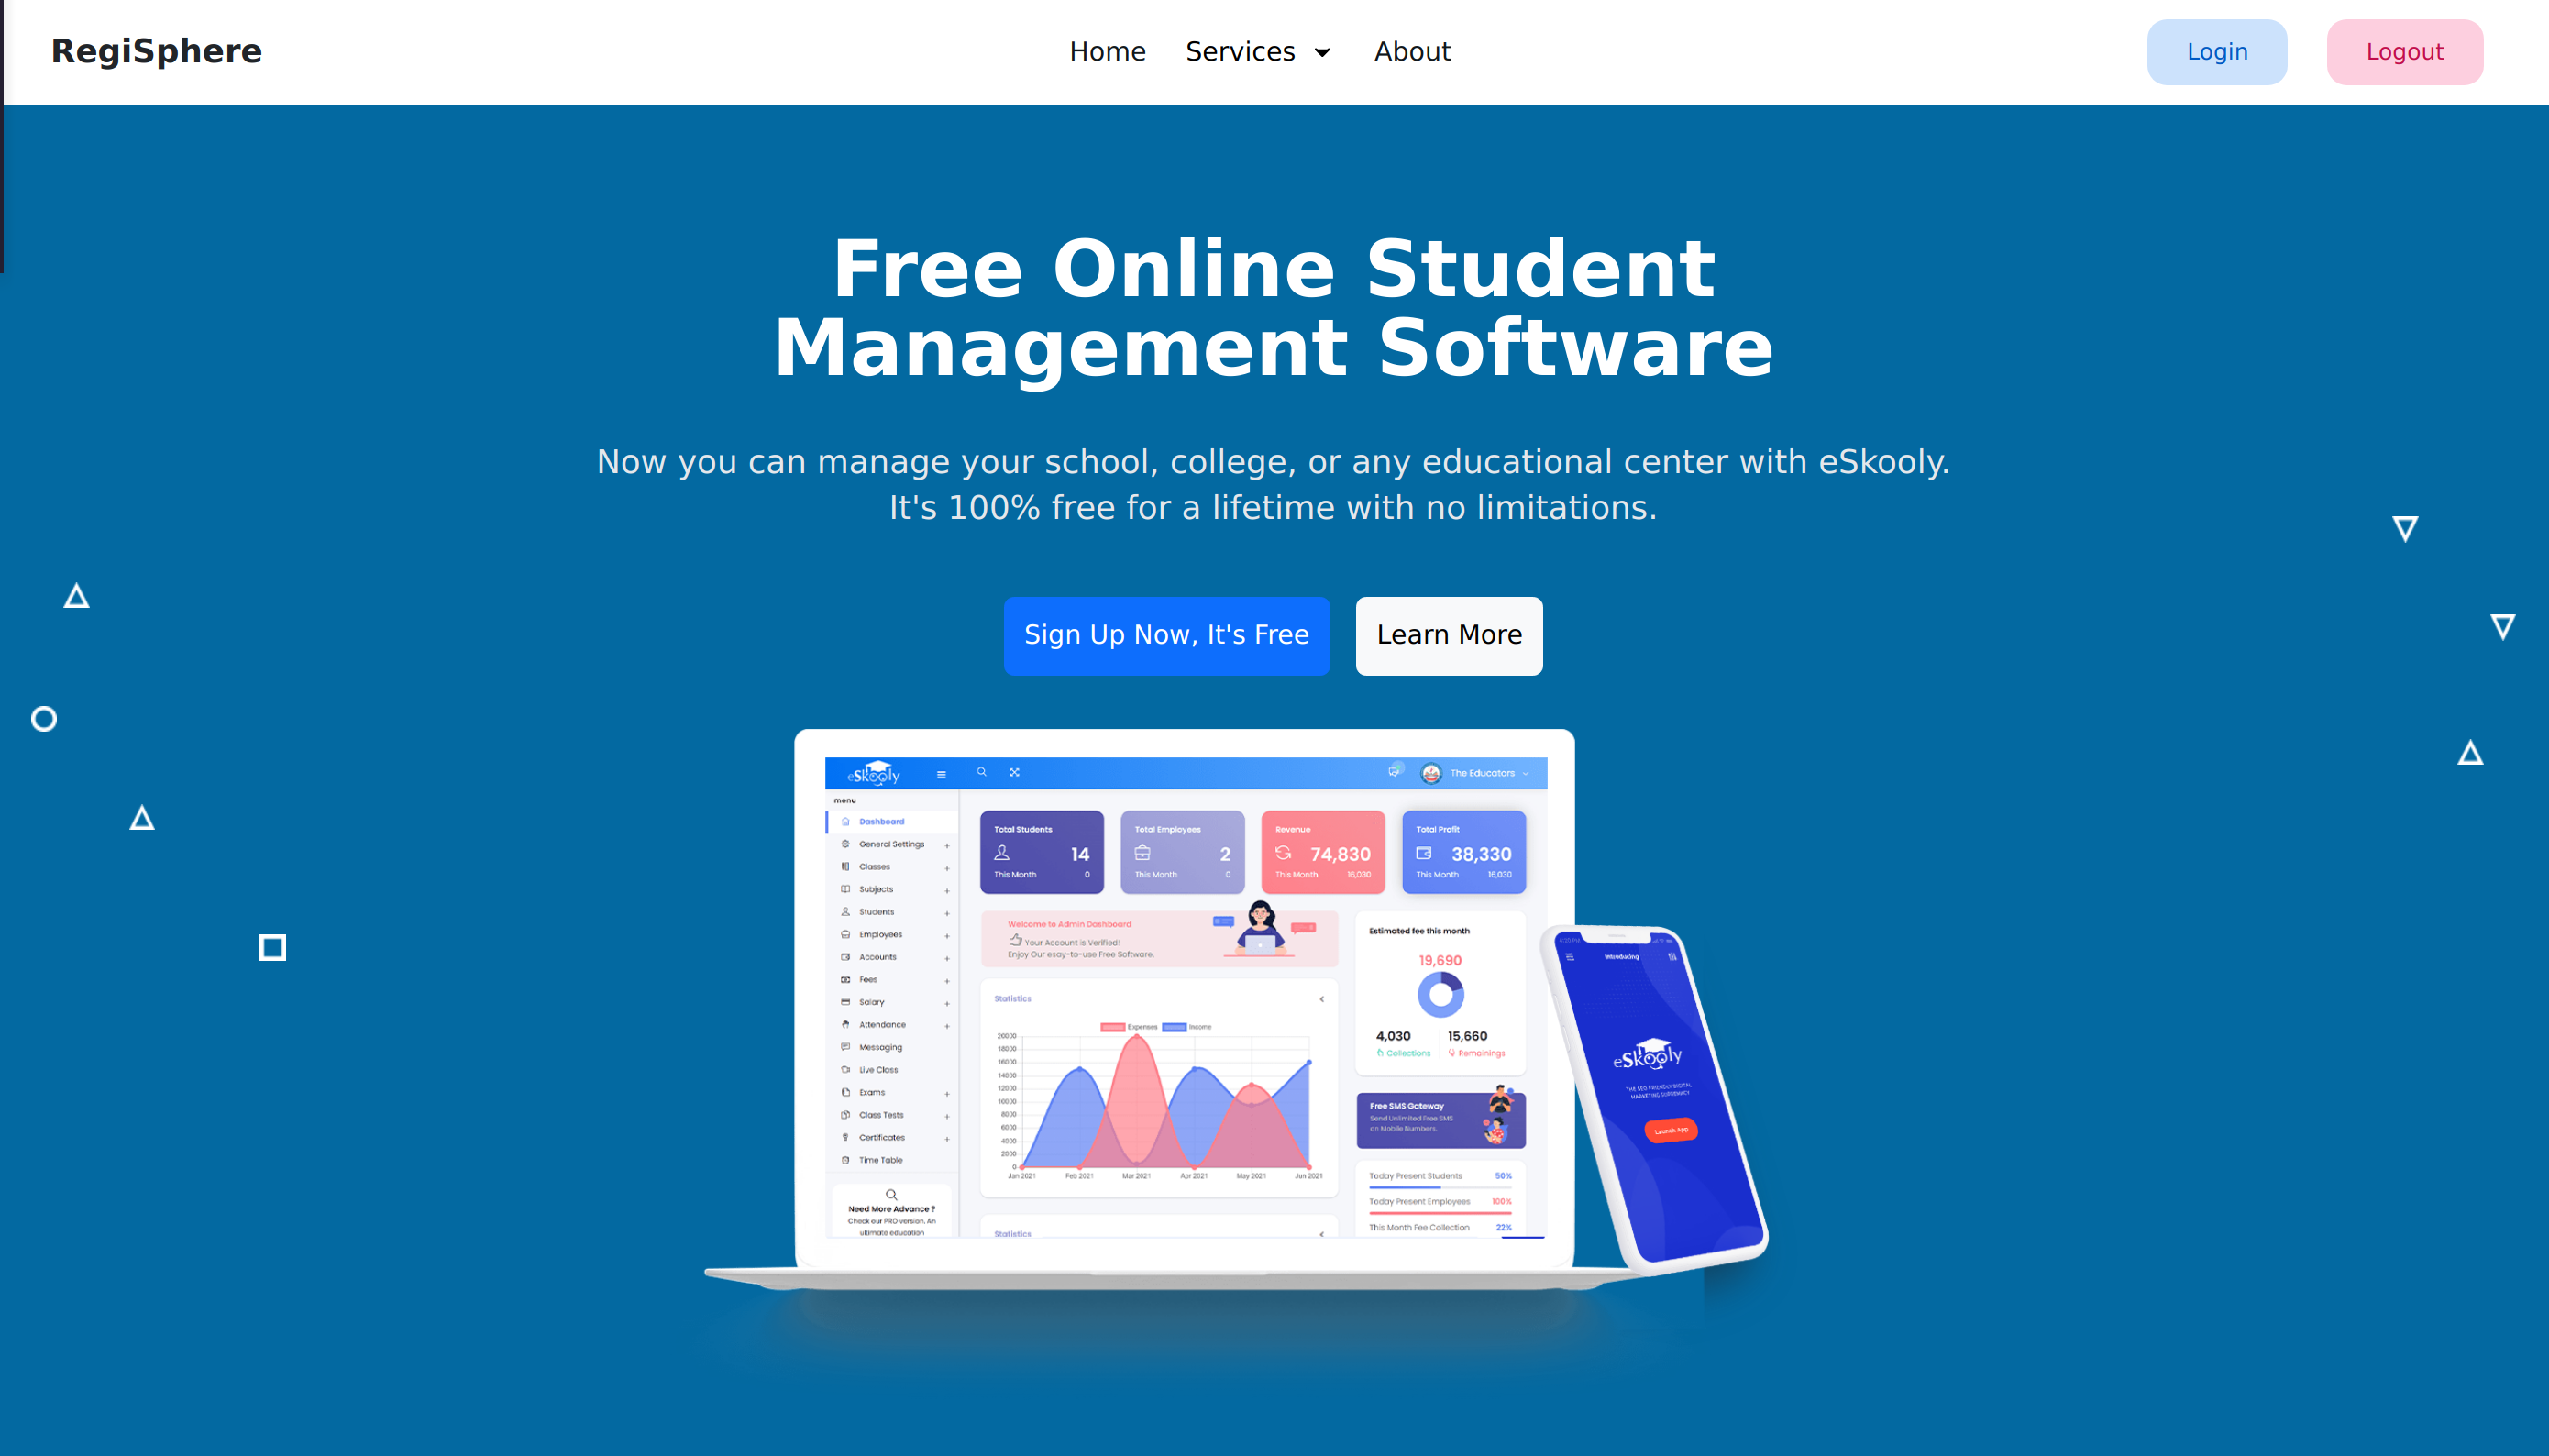 RegiSphere
Home Services About
Login Logout
Free Online Student
Management Software
Now you can manage your school, college, or any educational center with eSkooly.
It's 100% free for a lifetime with no limitations.
Sign Up Now, It's Free
Learn More
eSkooly
The Educators
menu
Dashboard
General Settings +
Classes +
Subjects +
Students +
Employees +
Accounts +
Fees +
Salary +
Attendance +
Messaging
Live Class
Exams +
Class Tests +
Certificates +
Time Table
Need More Advance ?
Check our PRO version. An
ultimate education
Total Students
14
This Month 0
Total Employees
2
This Month 0
Revenue
74,830
This Month 16,030
Total Profit
38,330
This Month 16,030
Welcome to Admin Dashboard
Your Account is Verified!
Enjoy Our esay-to-use Free Software.
Statistics
Expenses Income
20000
18000
16000
14000
12000
10000
8000
6000
4000
2000
0
Jan 2021 Feb 2021 Mar 2021 Apr 2021 May 2021 Jun 2021
Statistics
Estimated fee this month
19,690
4,030 15,660
Collections Remainings
Free SMS Gateway
Send Unlimited Free SMS
on Mobile Numbers.
Today Present Students 50%
Today Present Employees 100%
This Month Fee Collection 22%
Introducing
eSkooly
THE SEO FRIENDLY DIGITAL
MARKETING SUPREMACY
Launch App